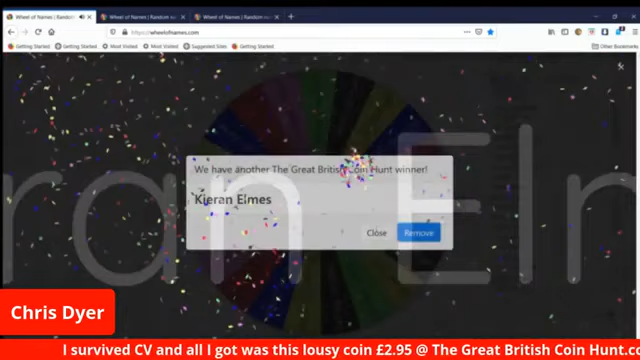 Wheel of Names | Random
Wheel of Names | Random
Wheel of Names | Random
https://wheelofnames.com
Getting Started
Getting Started
Most Visited
Most Visited
Suggested Sites
Getting Started
Other Bookmarks
ran Elm
We have another The Great British Coin Hunt winner!
Kieran Elmes
Close
Remove
Chris Dyer
I survived CV and all I got was this lousy coin £2.95 @ The Great British Coin Hunt.co